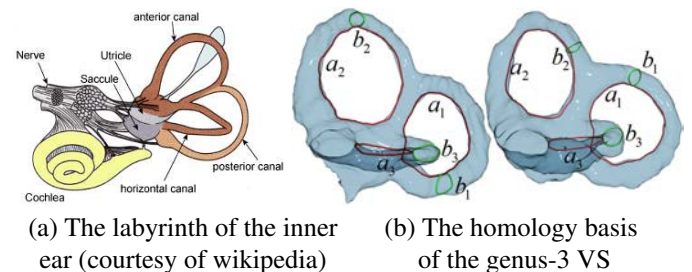 anterior canal
Nerve
Utricle
Saccule
posterior canal
horizontal canal
Cochlea
b2
a2
a1
b3
a3
b1
b2
a2
b1
a1
b3
a3
(a) The labyrinth of the inner
ear (courtesy of wikipedia)
(b) The homology basis
of the genus-3 VS